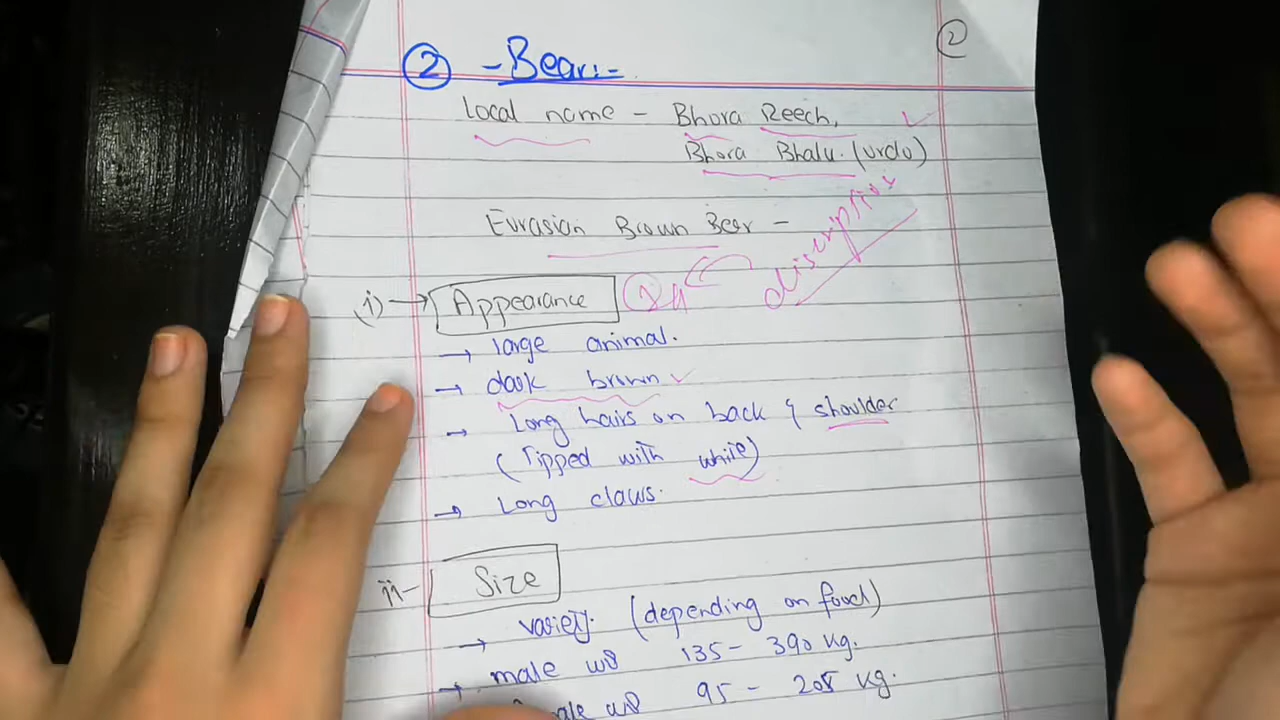 2
② -Bear:-
Local name - Bhora Reech,
Bhora Bhalu. (Urdu)
Eurasian Brown Bear -
discription
(i) → Appearance
→ large animal.
→ dark brown
→ Long hairs on back & shoulder
(Tipped with white)
→ Long claws.
ii- Size
→ variety. (depending on food)
→ male 135- 390 kg.
95 - 205 kg.